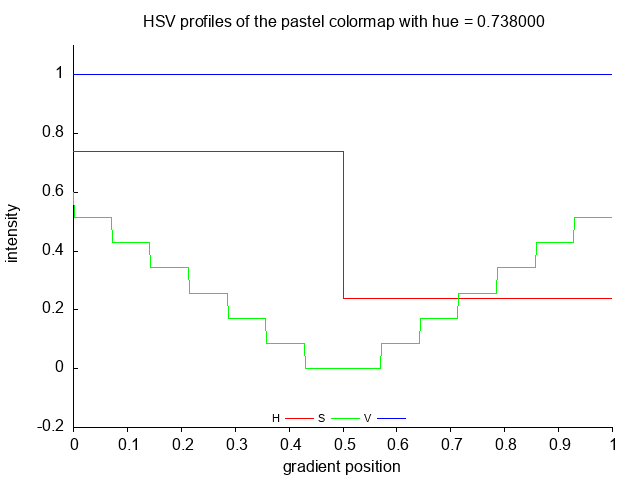 HSV profiles of the pastel colormap with hue = 0.738000
1
0.8
0.6
0.4
0.2
0
-0.2
intensity
H S V
0 0.1 0.2 0.3 0.4 0.5 0.6 0.7 0.8 0.9 1
gradient position